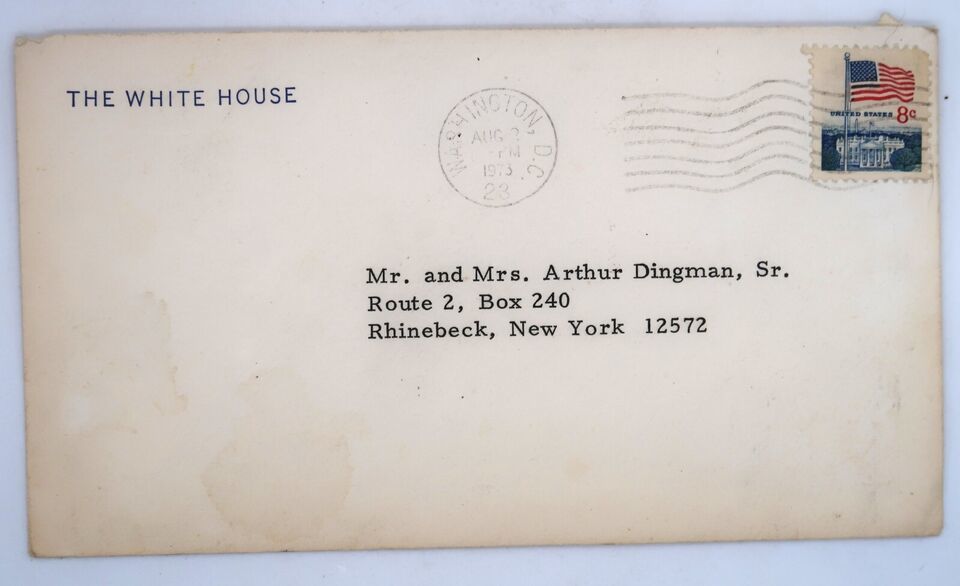 THE WHITE HOUSE
WASHINGTON, D.C.
AUG 2
PM
1973
23
UNITED STATES 8c
Mr. and Mrs. Arthur Dingman, Sr.
Route 2, Box 240
Rhinebeck, New York 12572